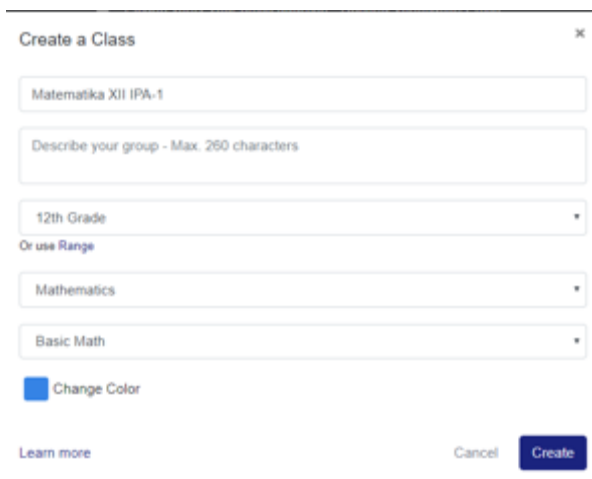 Create a Class
×
Matematika XII IPA-1
Describe your group - Max. 260 characters
12th Grade
Or use Range
Mathematics
Basic Math
Change Color
Learn more
Cancel
Create